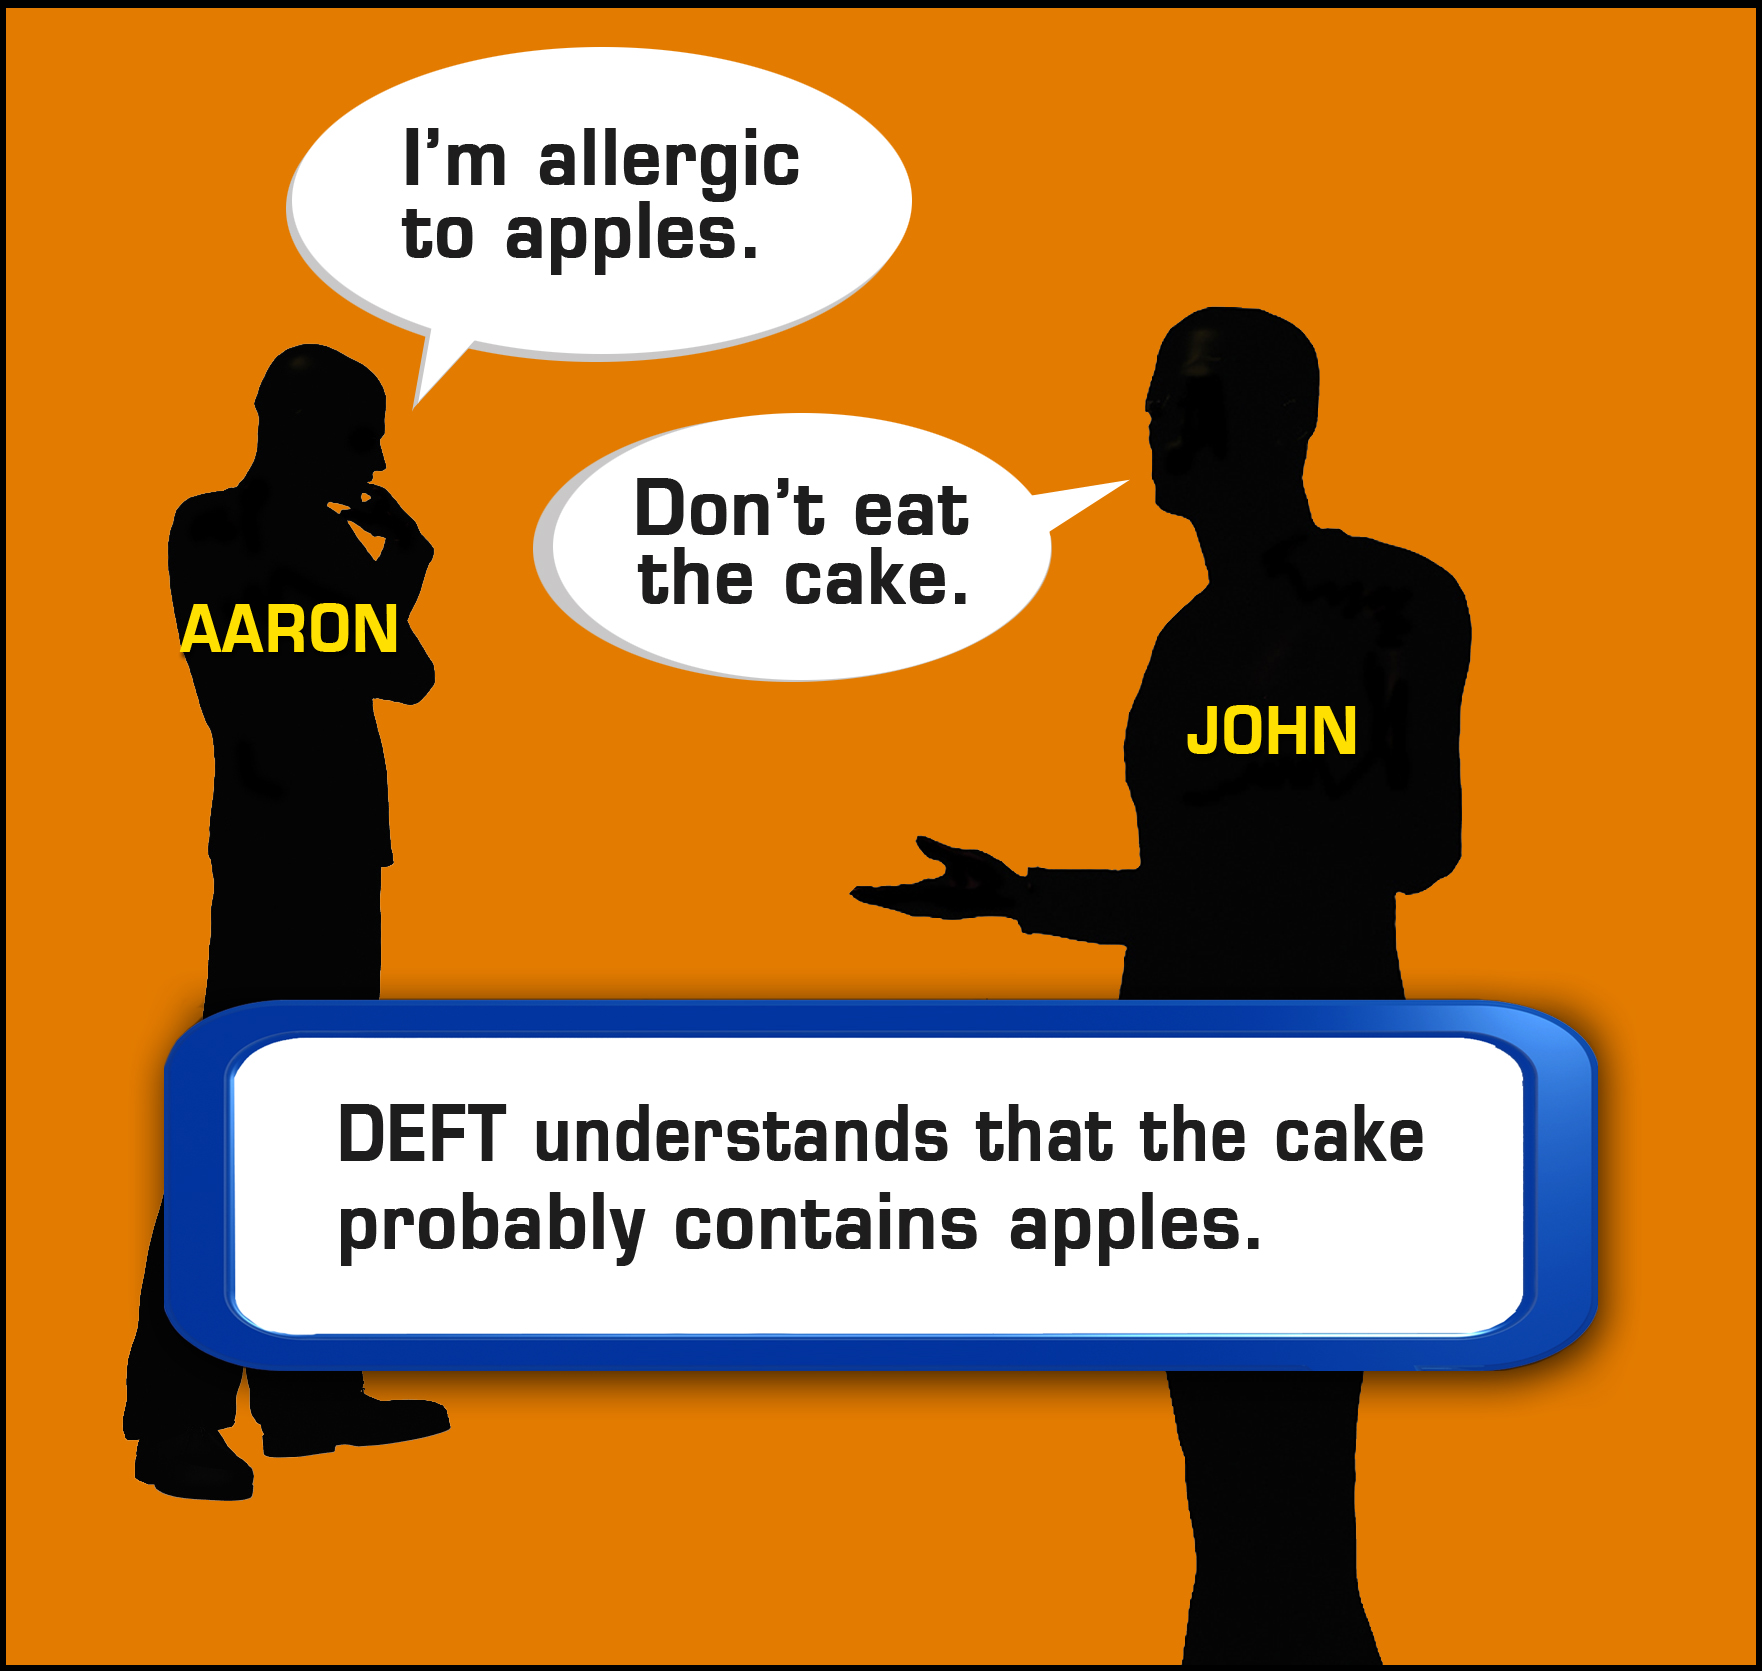 I’m allergic
to apples.
Don’t eat
the cake.
AARON
JOHN
DEFT understands that the cake
probably contains apples.